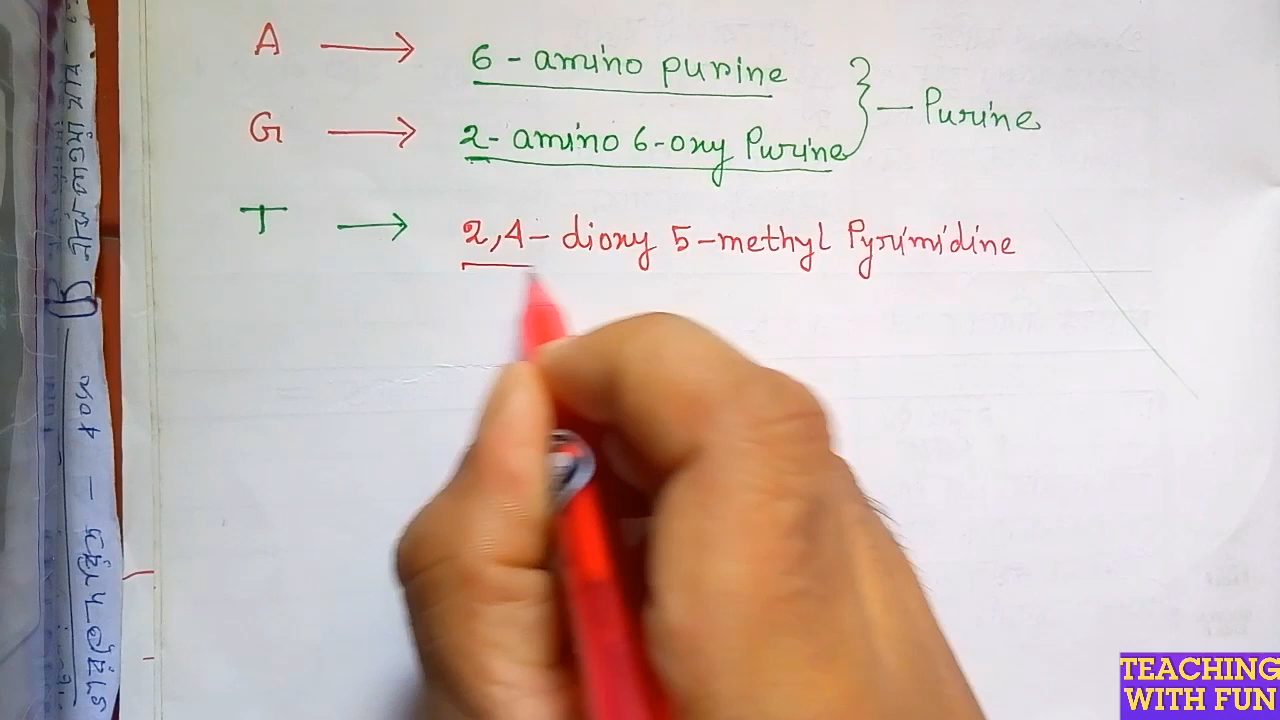 A → 6 - amino purine
G → 2- amino 6-oxy Purine } — Purine
T → 2,4- dioxy 5-methyl Pyrimidine
TEACHING
WITH FUN